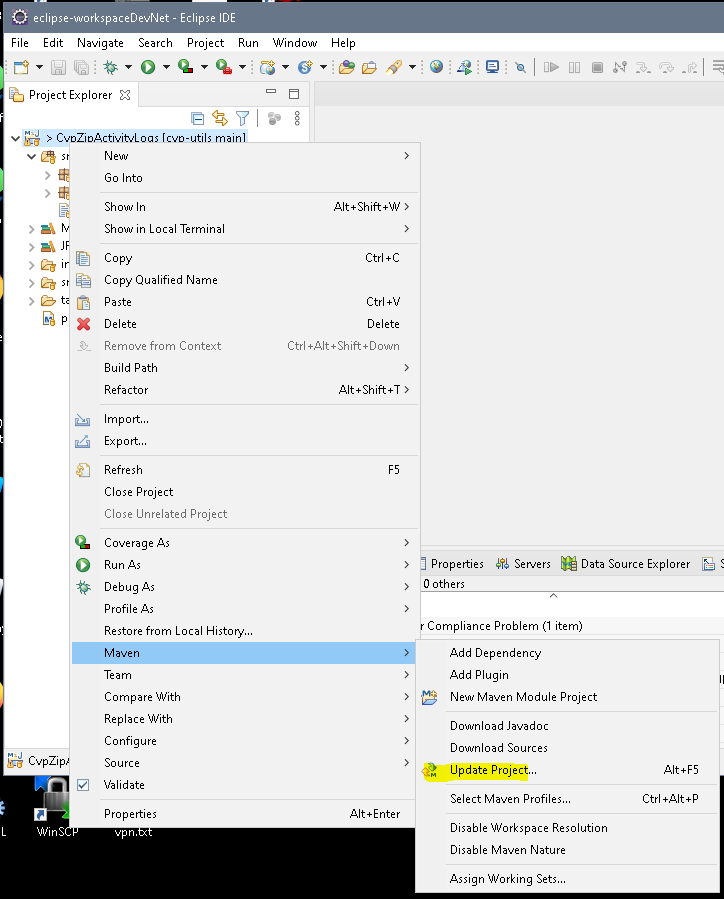 eclipse-workspaceDevNet - Eclipse IDE
File Edit Navigate Search Project Run Window Help
Project Explorer
> CvpZipActivityLogs [cvp-utils main]
New
Go Into
Show In Alt+Shift+W
Show in Local Terminal
Copy Ctrl+C
Copy Qualified Name
Paste Ctrl+V
Delete Delete
Remove from Context Ctrl+Alt+Shift+Down
Build Path
Refactor Alt+Shift+T
Import...
Export...
Refresh F5
Close Project
Close Unrelated Project
Coverage As
Run As
Debug As
Profile As
Restore from Local History...
Maven
Team
Compare With
Replace With
Configure
Source
Validate
Properties Alt+Enter
Properties Servers Data Source Explorer
0 others
Compliance Problem (1 item)
Add Dependency
Add Plugin
New Maven Module Project
Download Javadoc
Download Sources
Update Project... Alt+F5
Select Maven Profiles... Ctrl+Alt+P
Disable Workspace Resolution
Disable Maven Nature
Assign Working Sets...
WinSCP
vpn.txt